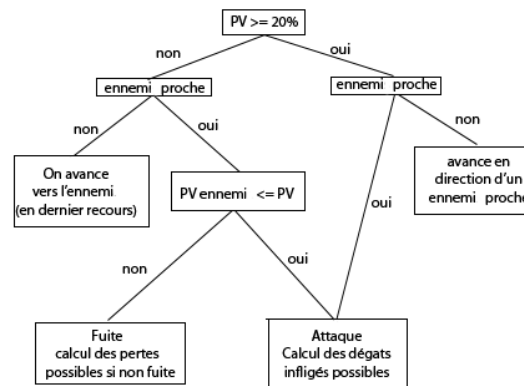 PV >= 20%
non
oui
ennemi proche
ennemi proche
non
oui
non
On avance
vers l'ennemi
(en dernier recours)
PV ennemi <= PV
avance en
direction d'un
ennemi proche
oui
non
oui
Fuite
calcul des pertes
possibles si non fuite
Attaque
Calcul des dégats
infligés possibles